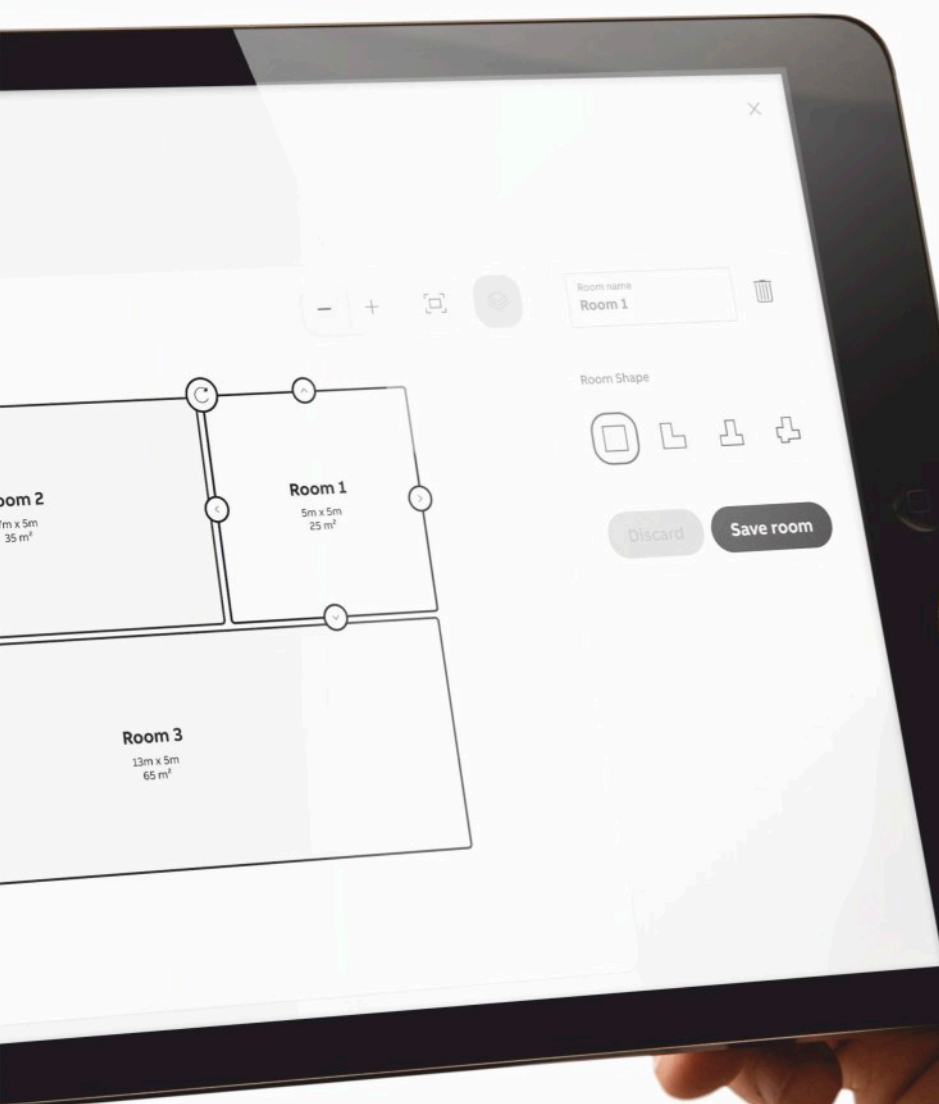 Room name
Room 1
Room Shape
oom 2
m x 5m
35 m²
Room 1
5m x 5m
25 m²
Discard
Save room
Room 3
13m x 5m
65 m²